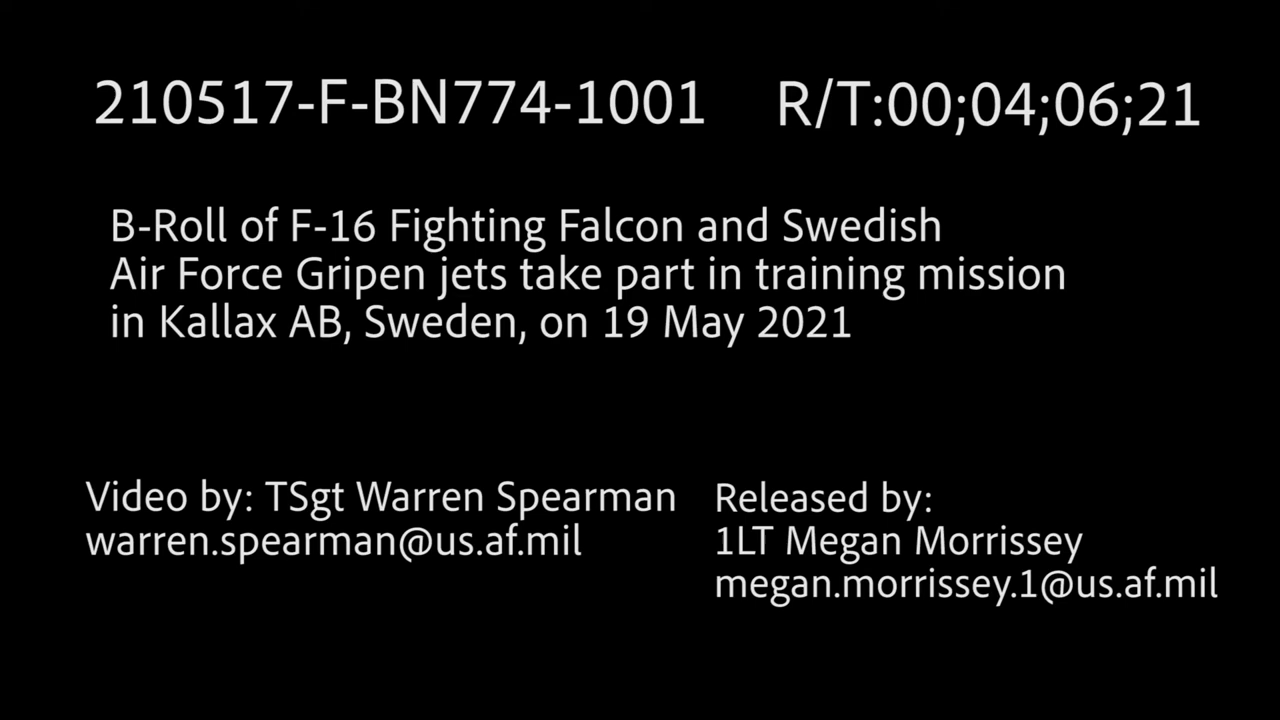 210517-F-BN774-1001 R/T:00;04;06;21
B-Roll of F-16 Fighting Falcon and Swedish
Air Force Gripen jets take part in training mission
in Kallax AB, Sweden, on 19 May 2021
Video by: TSgt Warren Spearman
warren.spearman@us.af.mil
Released by:
1LT Megan Morrissey
megan.morrissey.1@us.af.mil